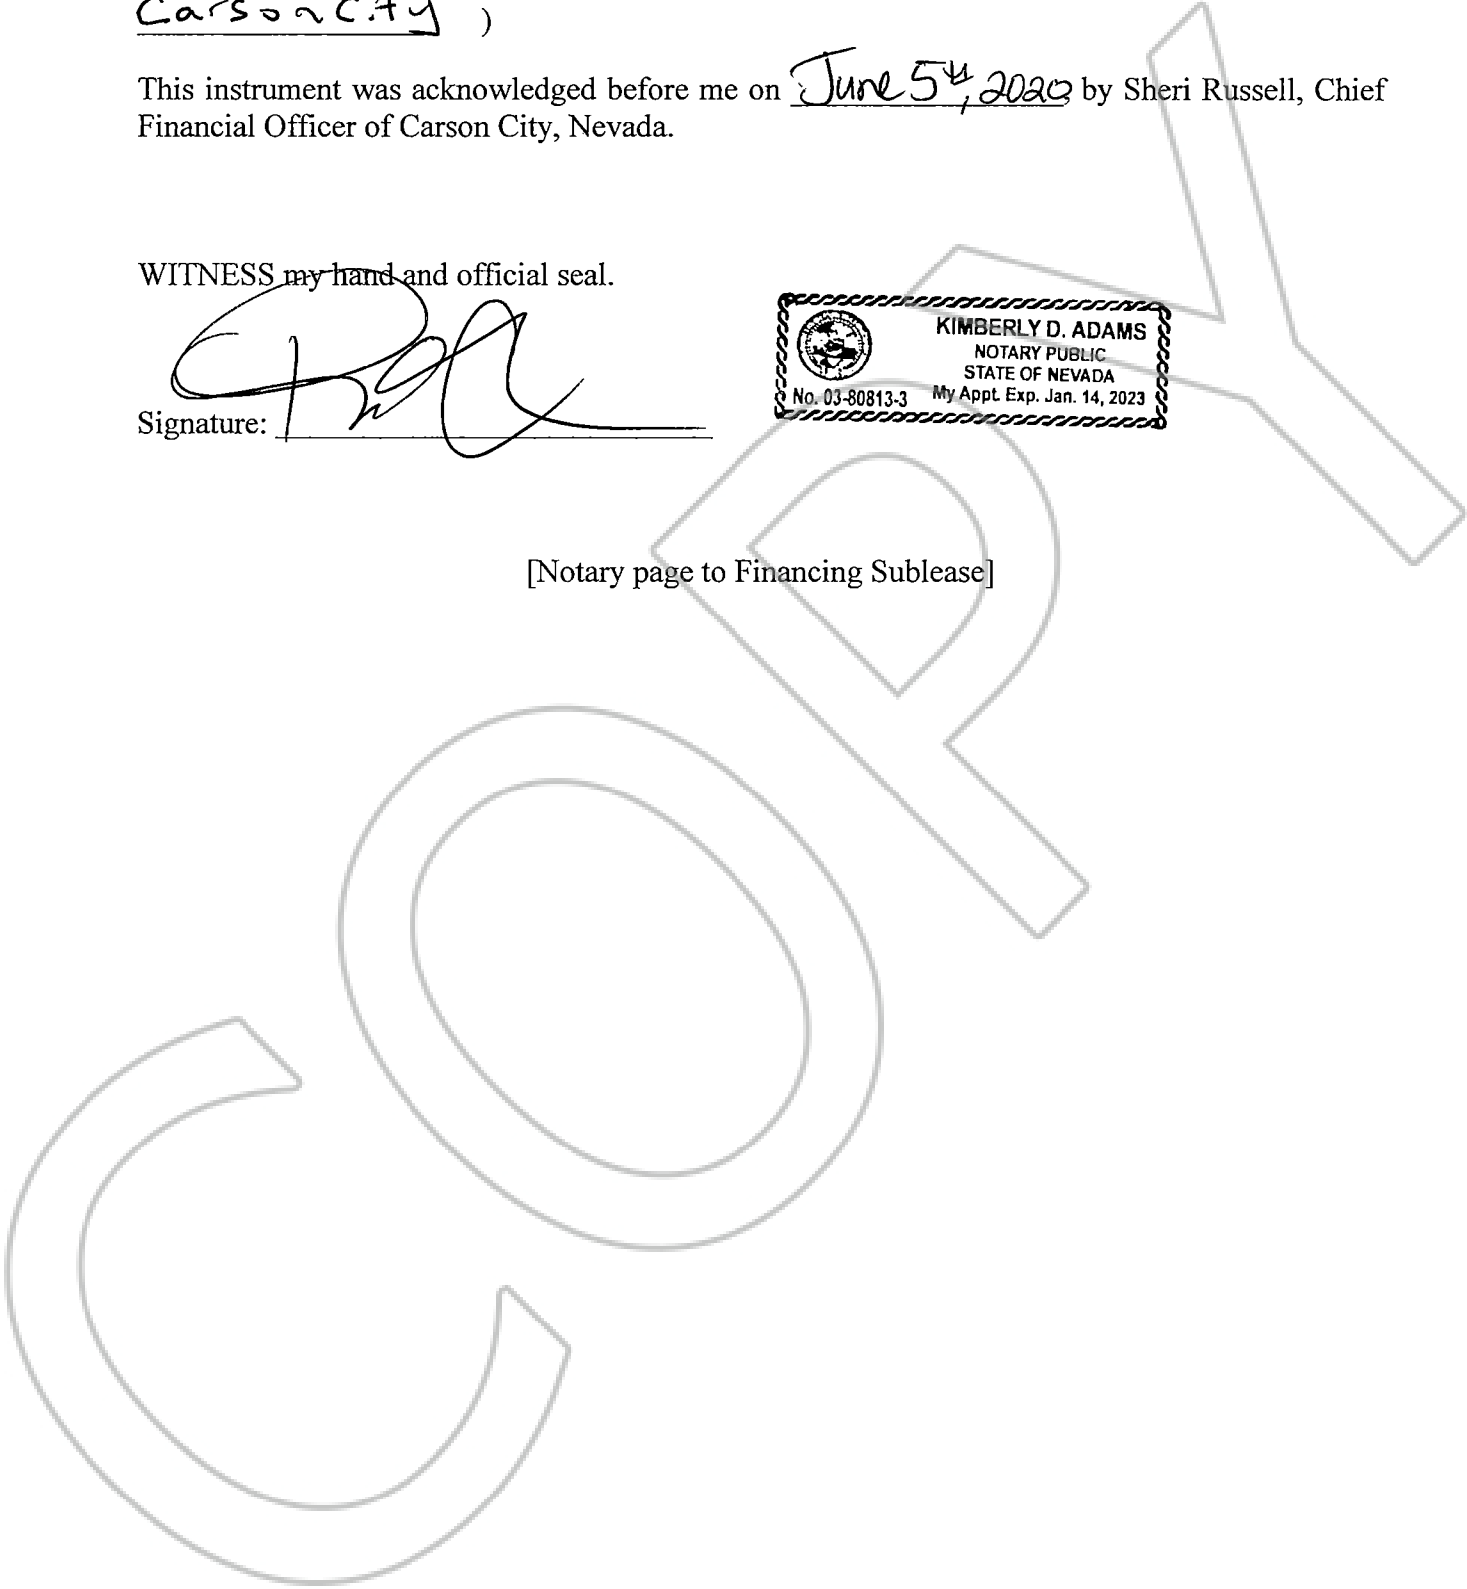 Carson City )
This instrument was acknowledged before me on June 5th, 2020 by Sheri Russell, Chief
Financial Officer of Carson City, Nevada.
WITNESS my hand and official seal.
KIMBERLY D. ADAMS
NOTARY PUBLIC
STATE OF NEVADA
No. 03-80813-3 My Appt. Exp. Jan. 14, 2023
Signature:
[Notary page to Financing Sublease]
COPY